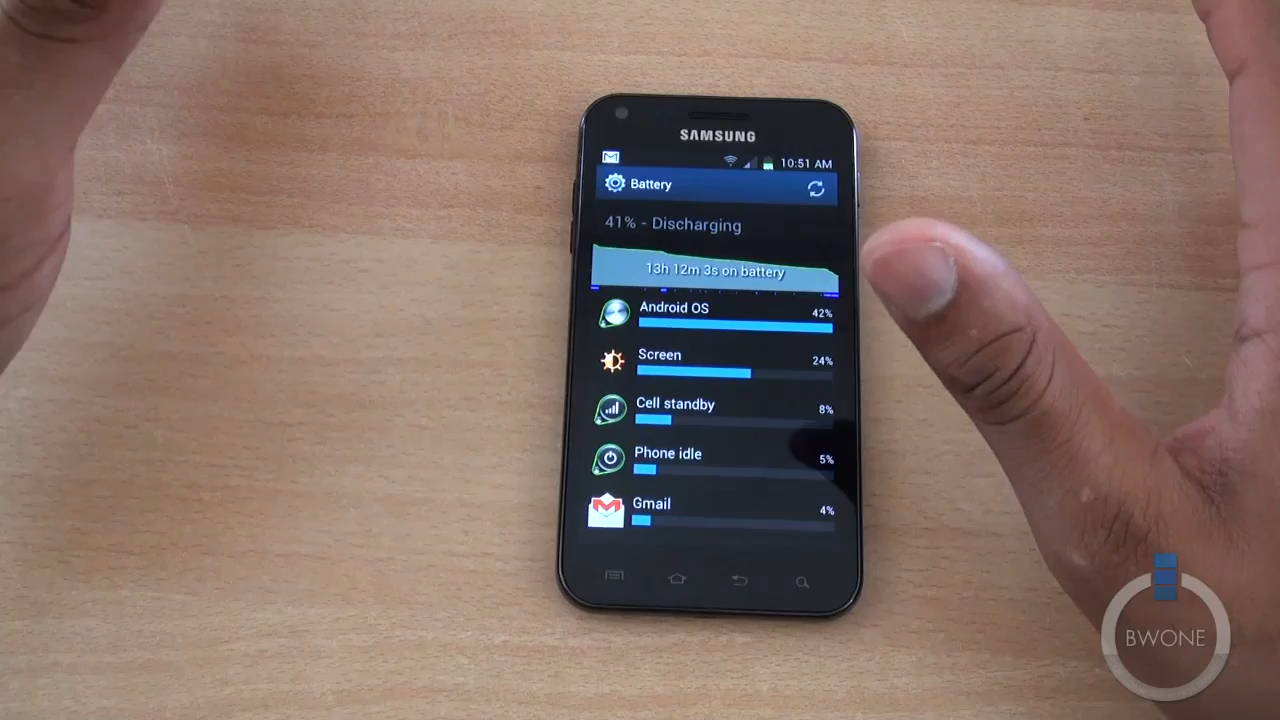 SAMSUNG
10:51 AM
Battery
41% - Discharging
13h 12m 3s on battery
Android OS 42%
Screen 24%
Cell standby 8%
Phone idle 5%
Gmail 4%
BWONE